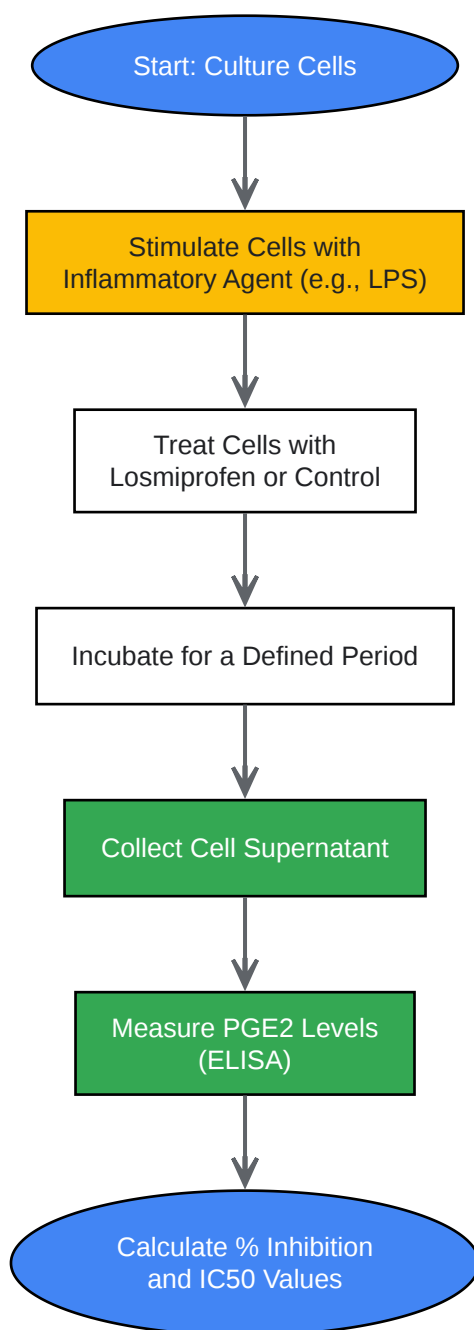 Start: Culture Cells
Stimulate Cells with
Inflammatory Agent (e.g., LPS)
Treat Cells with
Losmiprofen or Control
Incubate for a Defined Period
Collect Cell Supernatant
Measure PGE2 Levels
(ELISA)
Calculate % Inhibition
and IC50 Values